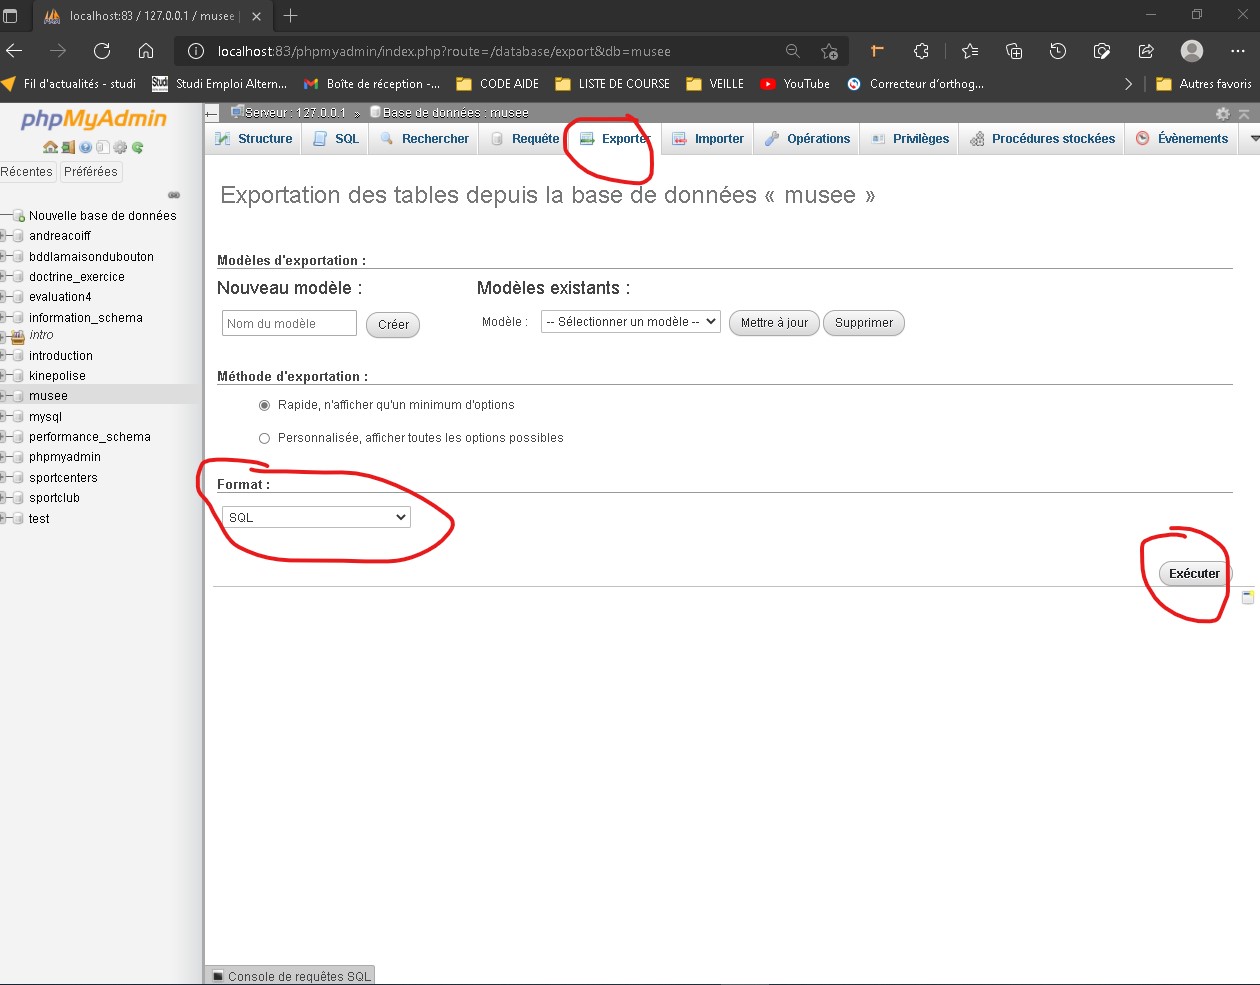 localhost:83 / 127.0.0.1 / musee |
localhost:83/phpmyadmin/index.php?route=/database/export&db=musee
Fil d'actualités - studi
Studi
Studi Emploi Altern...
Boîte de réception -...
CODE AIDE
LISTE DE COURSE
VEILLE
YouTube
Correcteur d'orthog...
Autres favoris
phpMyAdmin
Récentes
Préférées
Nouvelle base de données
andreacoiff
bddlamaisondubouton
doctrine_exercice
evaluation4
information_schema
intro
introduction
kinepolise
musee
mysql
performance_schema
phpmyadmin
sportcenters
sportclub
test
Serveur : 127.0.0.1 » Base de données : musee
Structure
SQL
Rechercher
Requête
Exporter
Importer
Opérations
Privilèges
Procédures stockées
Évènements
Exportation des tables depuis la base de données « musee »
Modèles d'exportation :
Nouveau modèle :
Nom du modèle
Créer
Modèles existants :
Modèle :
-- Sélectionner un modèle --
Mettre à jour
Supprimer
Méthode d'exportation :
Rapide, n'afficher qu'un minimum d'options
Personnalisée, afficher toutes les options possibles
Format :
SQL
Exécuter
Console de requêtes SQL